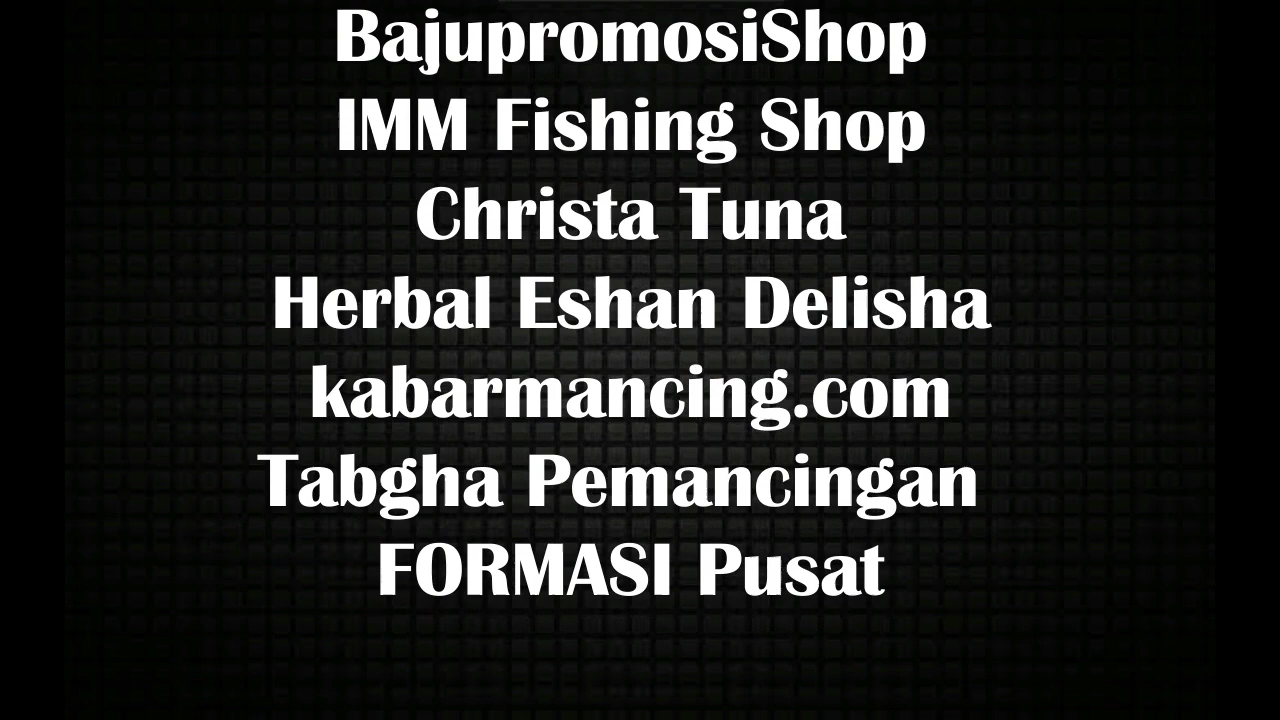 BajupromosiShop
IMM Fishing Shop
Christa Tuna
Herbal Eshan Delisha
kabarmancing.com
Tabgha Pemancingan
FORMASI Pusat